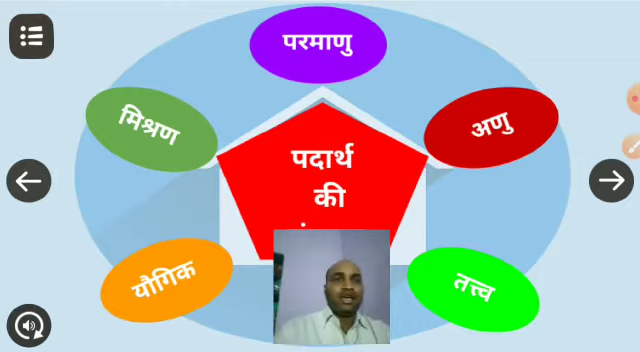 परमाणु
मिश्रण
अणु
पदार्थ
की
यौगिक
तत्त्व